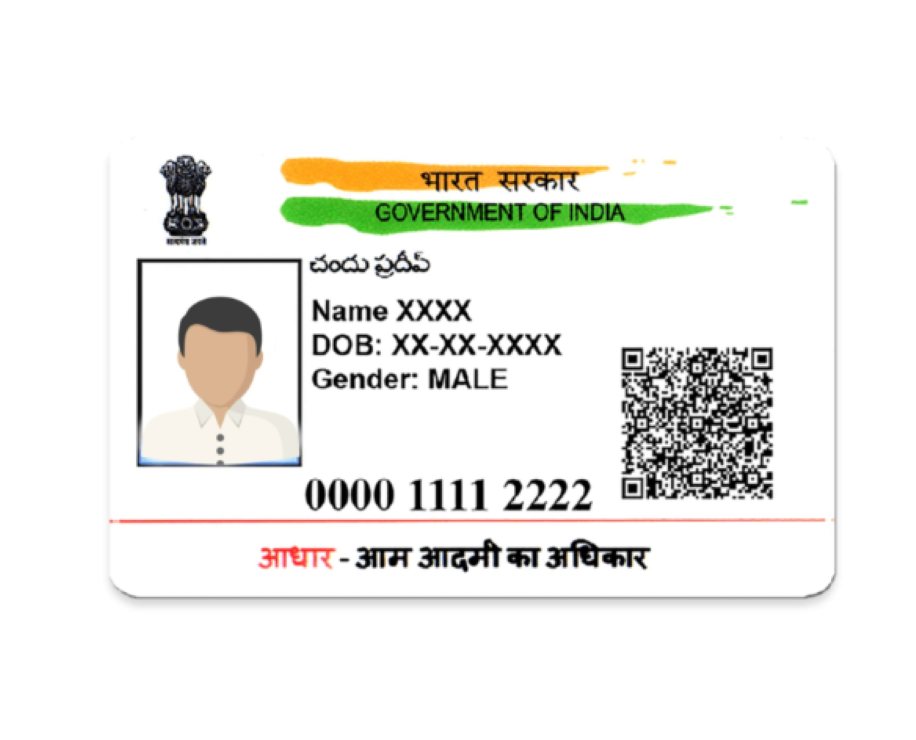 भारत सरकार
GOVERNMENT OF INDIA
सत्यमेव जयते
చందు ప్రదీప్
Name XXXX
DOB: XX-XX-XXXX
Gender: MALE
0000 1111 2222
आधार - आम आदमी का अधिकार